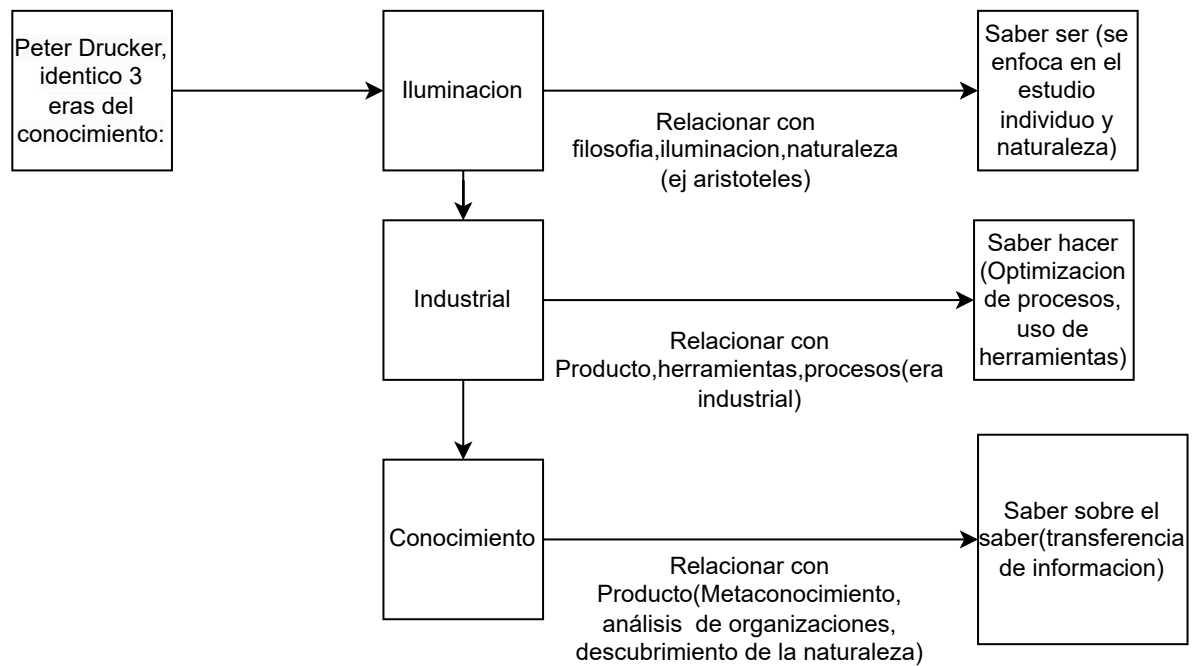 Peter Drucker,
identico 3
eras del
conocimiento:
Iluminacion
Relacionar con
filosofia,iluminacion,naturaleza
(ej aristoteles)
Saber ser (se
enfoca en el
estudio
individuo y
naturaleza)
Industrial
Relacionar con
Producto,herramientas,procesos(era
industrial)
Saber hacer
(Optimizacion
de procesos,
uso de
herramientas)
Conocimiento
Relacionar con
Producto(Metaconocimiento,
análisis  de organizaciones,
descubrimiento de la naturaleza)
Saber sobre el
saber(transferencia
de informacion)